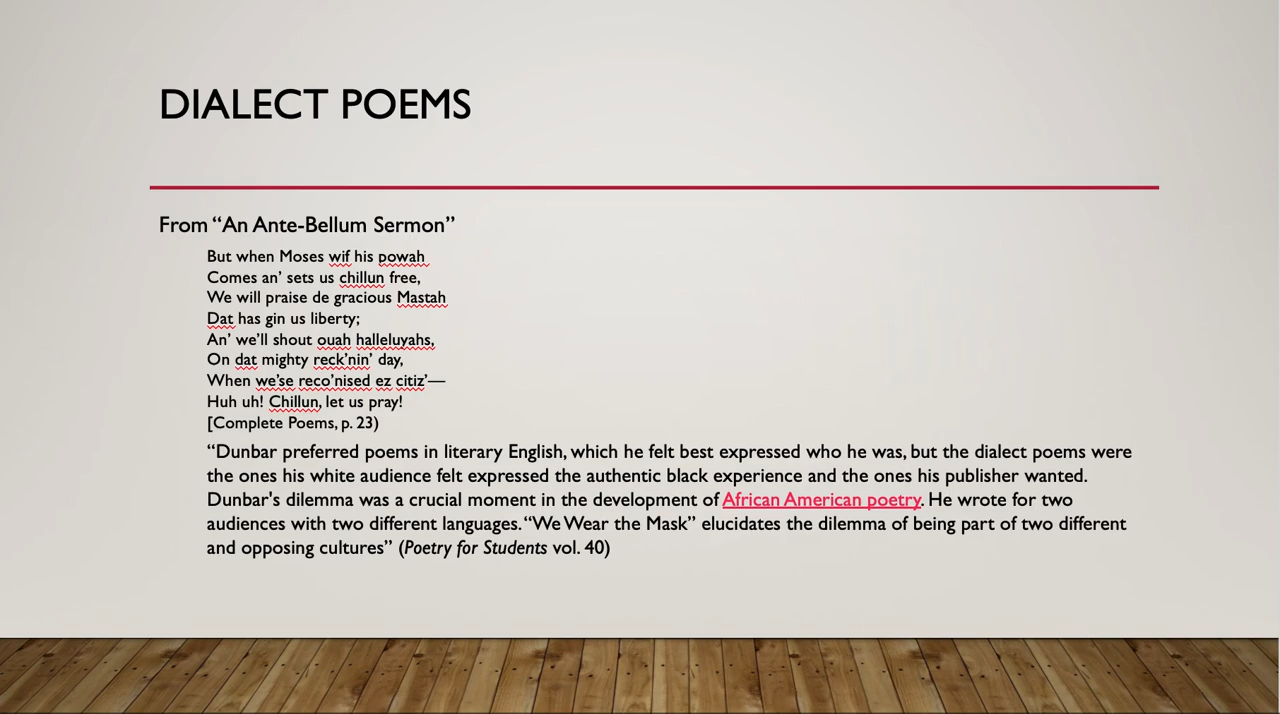 DIALECT POEMS
From “An Ante-Bellum Sermon”
But when Moses wif his powah
Comes an’ sets us chillun free,
We will praise de gracious Mastah
Dat has gin us liberty;
An’ we’ll shout ouah halleluyahs,
On dat mighty reck’nin’ day,
When we’se reco’nised ez citiz’—
Huh uh! Chillun, let us pray!
[Complete Poems, p. 23)
“Dunbar preferred poems in literary English, which he felt best expressed who he was, but the dialect poems were
the ones his white audience felt expressed the authentic black experience and the ones his publisher wanted.
Dunbar's dilemma was a crucial moment in the development of African American poetry. He wrote for two
audiences with two different languages. “We Wear the Mask” elucidates the dilemma of being part of two different
and opposing cultures” (Poetry for Students vol. 40)